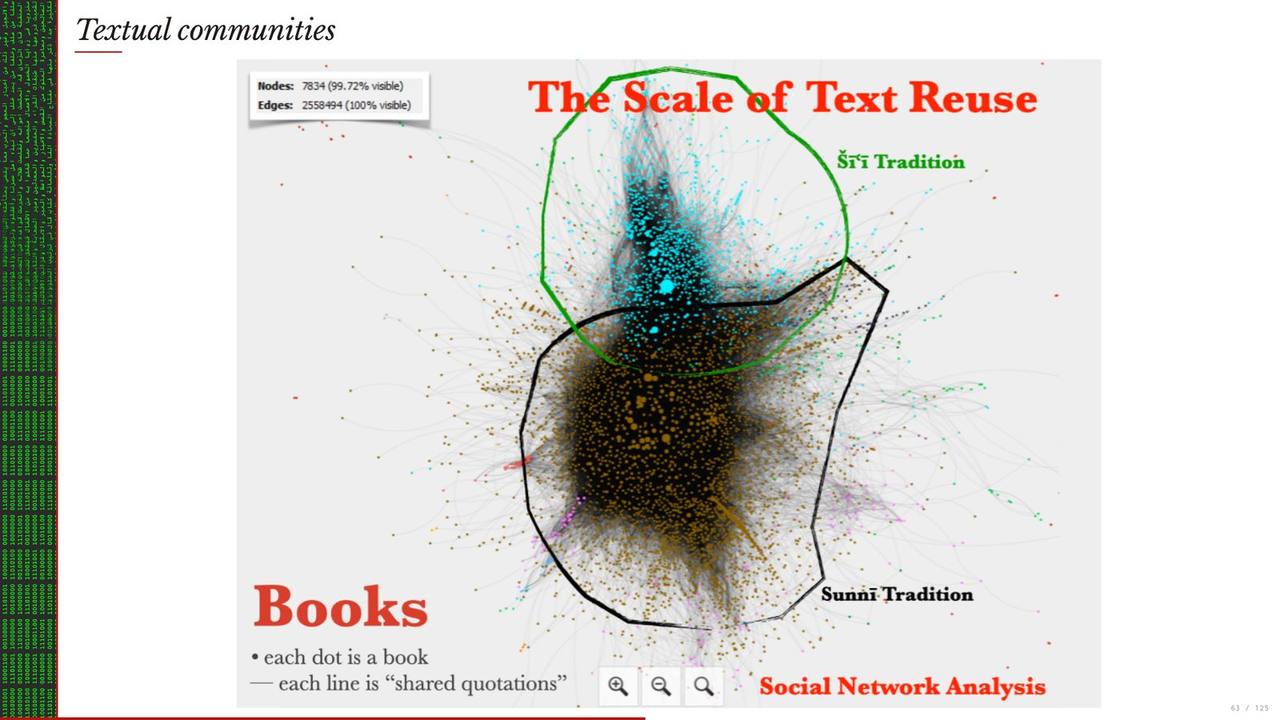 Textual communities
Nodes: 7834 (99.72% visible)
Edges: 2558494 (100% visible)
The Scale of Text Reuse
Šīʿī Tradition
Sunnī Tradition
Books
• each dot is a book
— each line is “shared quotations”
Social Network Analysis
63 / 125